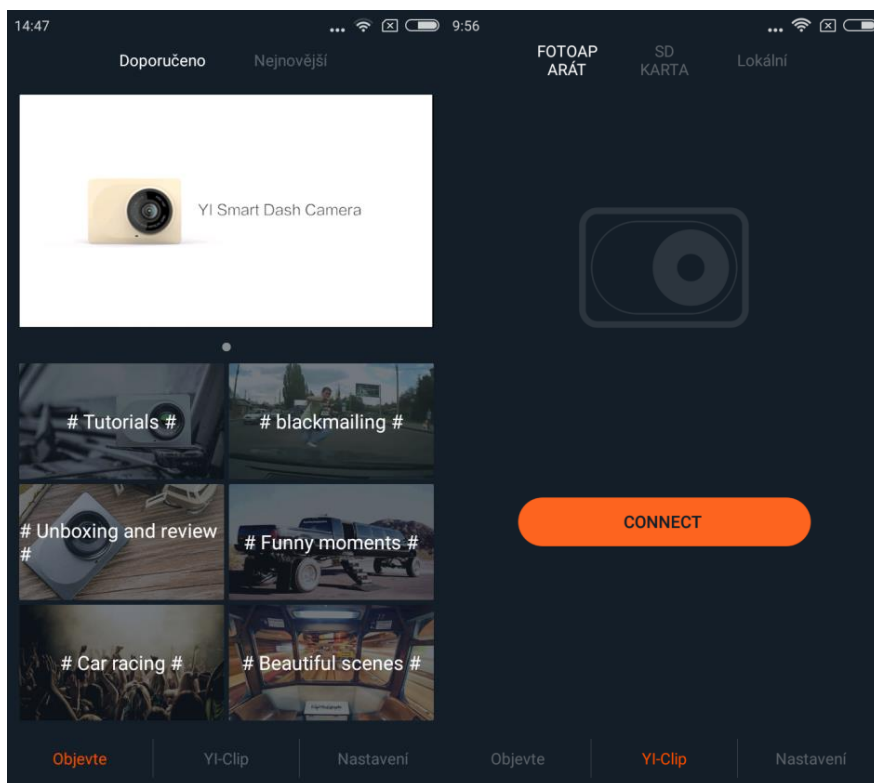 14:47
Doporučeno
Nejnovější
YI Smart Dash Camera
# Tutorials #
# blackmailing #
# Unboxing and review
#
# Funny moments #
# Car racing #
# Beautiful scenes #
Objevte
YI-Clip
Nastavení
9:56
FOTOAP
ARÁT
SD
KARTA
Lokální
CONNECT
Objevte
YI-Clip
Nastavení